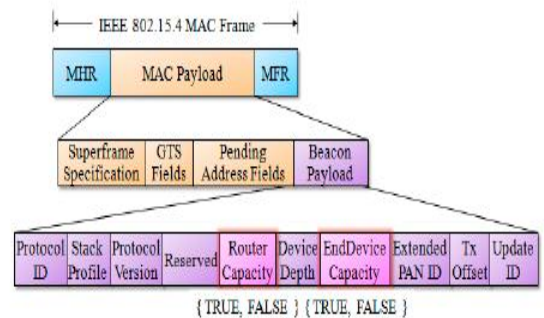 IEEE 802.15.4 MAC Frame
MHR
MAC Payload
MFR
Superframe
Specification
GTS
Fields
Pending
Address Fields
Beacon
Payload
Protocol
ID
Stack
Profile
Protocol
Version
Reserved
Router
Capacity
Device
Depth
EndDevice
Capacity
Extended
PAN ID
Tx
Offset
Update
ID
{ TRUE, FALSE } { TRUE, FALSE }